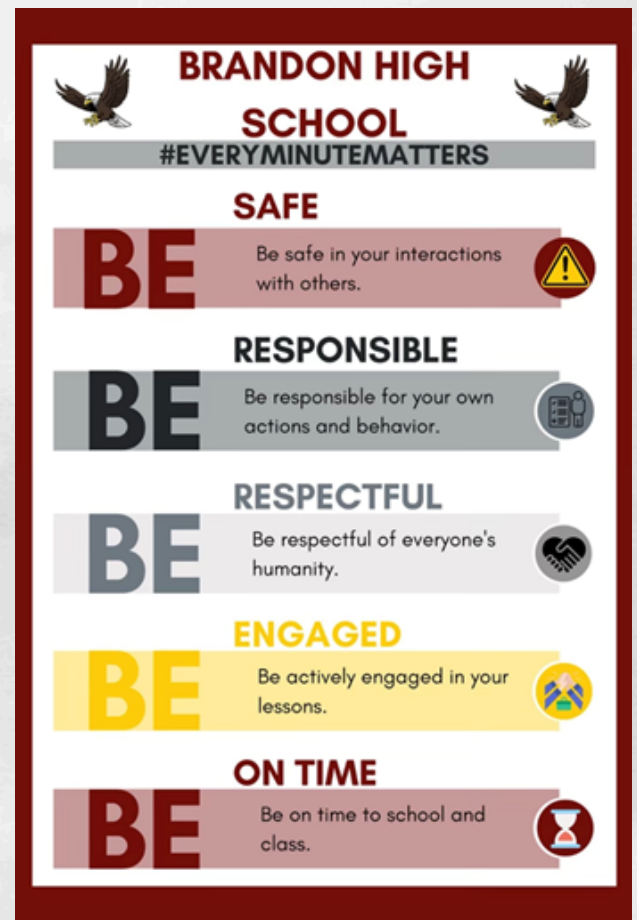 BRANDON HIGH
SCHOOL
#EVERYMINUTEMATTERS
SAFE
BE
Be safe in your interactions
with others.
RESPONSIBLE
BE
Be responsible for your own
actions and behavior.
RESPECTFUL
BE
Be respectful of everyone's
humanity.
ENGAGED
BE
Be actively engaged in your
lessons.
ON TIME
BE
Be on time to school and
class.